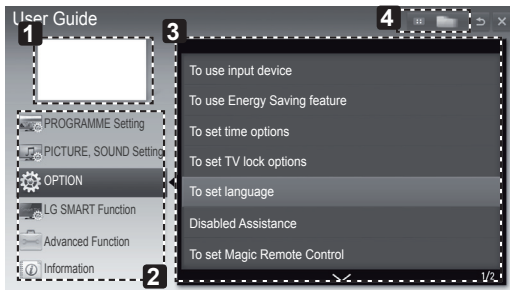 User Guide
1
3
4
To use input device
To use Energy Saving feature
To set time options
To set TV lock options
To set language
Disabled Assistance
To set Magic Remote Control
1/2
PROGRAMME Setting
PICTURE, SOUND Setting
OPTION
LG SMART Function
Advanced Function
Information
2